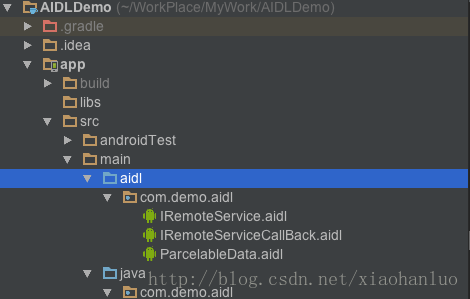 AIDLDemo (~/WorkPlace/MyWork/AIDLDemo)
.gradle
.idea
app
build
libs
src
androidTest
main
aidl
com.demo.aidl
IRemoteService.aidl
IRemoteServiceCallBack.aidl
ParcelableData.aidl
java
http://blog.csdn.net/xiaohanluo
com.demo.aidl